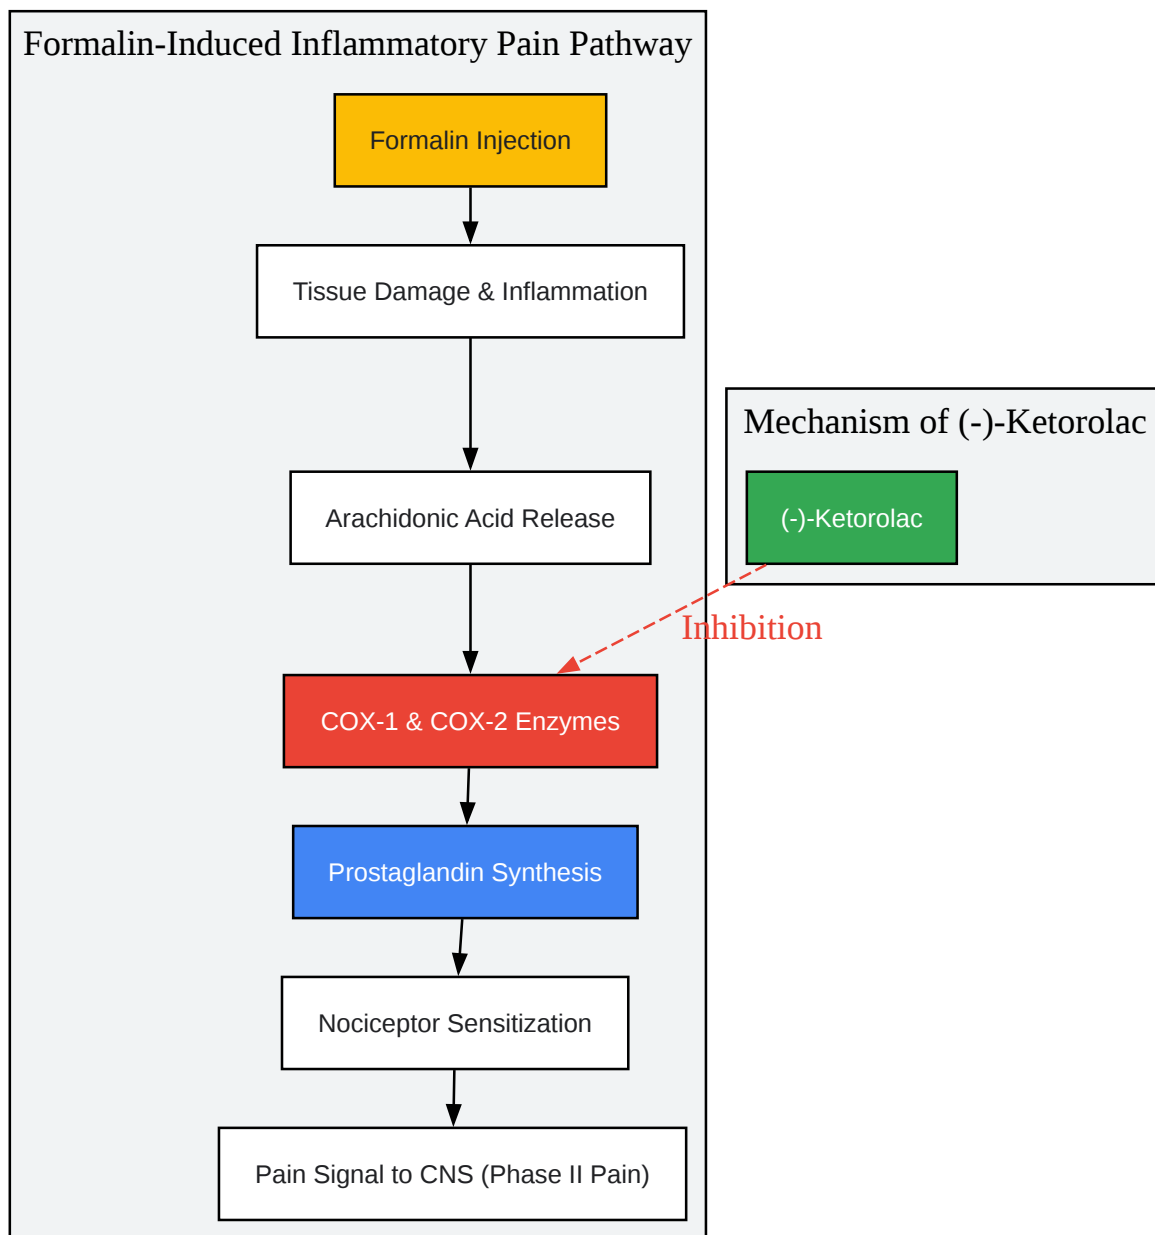 Formalin-Induced Inflammatory Pain Pathway
Formalin Injection
Tissue Damage & Inflammation
Mechanism of (-)-Ketorolac
Arachidonic Acid Release
(-)-Ketorolac
Inhibition
COX-1 & COX-2 Enzymes
Prostaglandin Synthesis
Nociceptor Sensitization
Pain Signal to CNS (Phase II Pain)